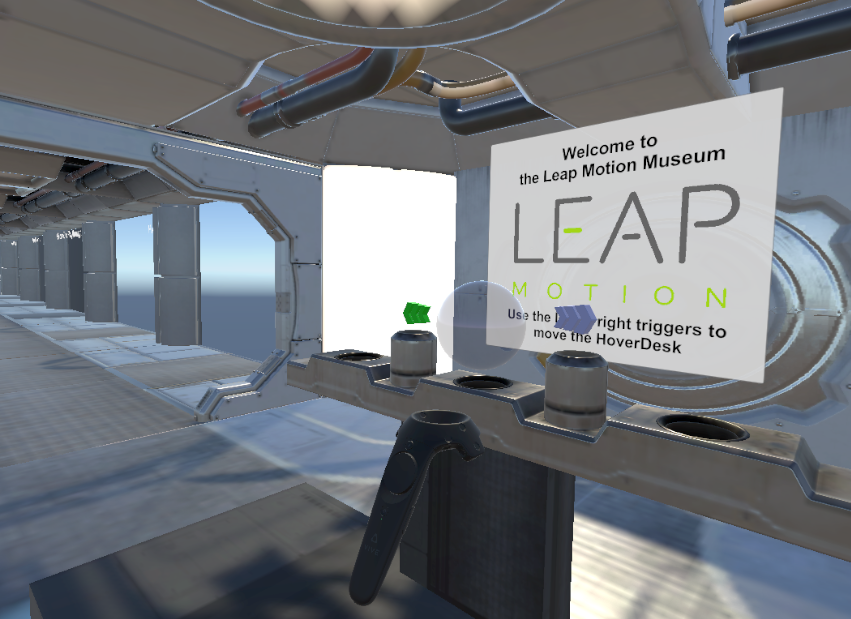 Welcome to
the Leap Motion Museum
LEAP
MOTION
Use the right triggers to
move the HoverDesk